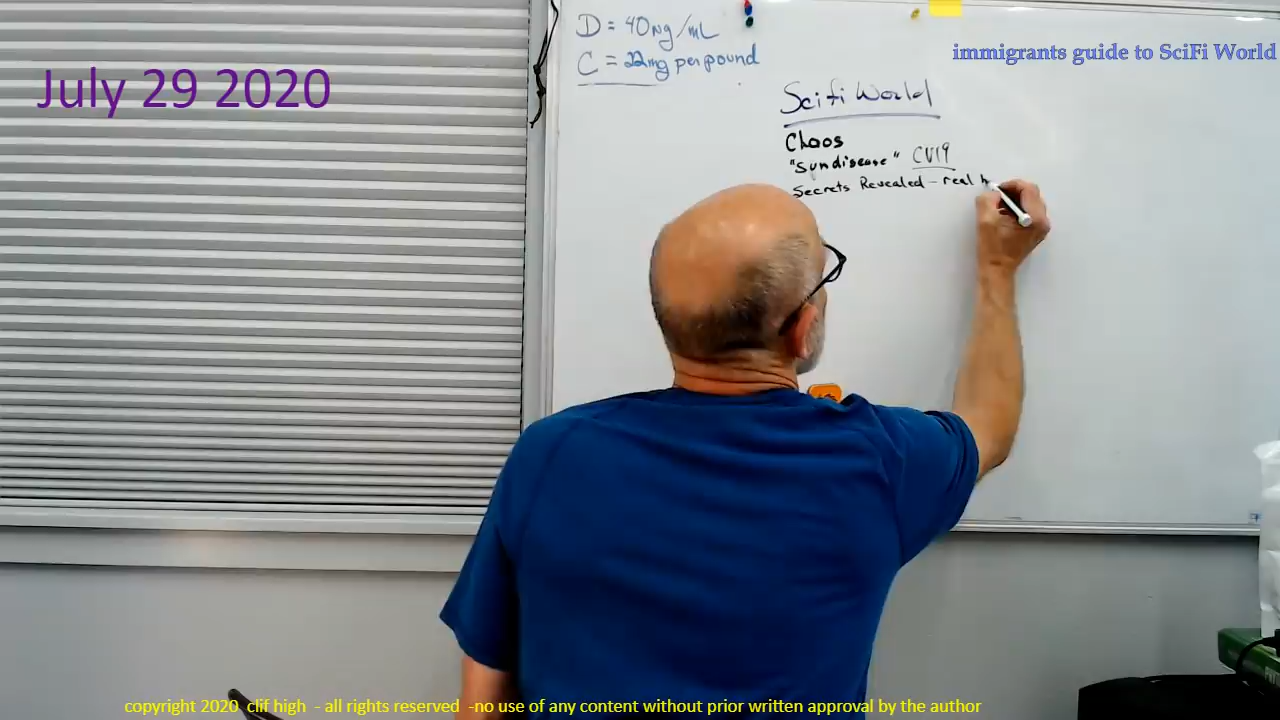 D = 40ng/mL
C = 22mg per pound
immigrants guide to SciFi World
July 29 2020
Scifi World
Chaos
"Sun disease" CV19
Secrets Revealed - real
copyright 2020 clif high - all rights reserved -no use of any content without prior written approval by the author